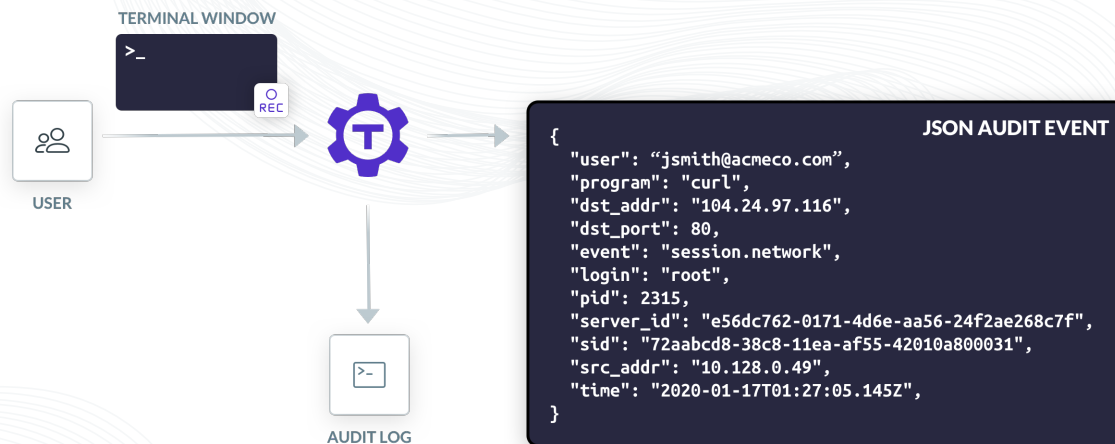 TERMINAL WINDOW
>_
REC
USER
T
>_
AUDIT LOG
JSON AUDIT EVENT
{
"user": “jsmith@acmeco.com”,
"program": "curl",
"dst_addr": "104.24.97.116",
"dst_port": 80,
"event": "session.network",
"login": "root",
"pid": 2315,
"server_id": "e56dc762-0171-4d6e-aa56-24f2ae268c7f",
"sid": "72aabcd8-38c8-11ea-af55-42010a800031",
"src_addr": "10.128.0.49",
"time": "2020-01-17T01:27:05.145Z",
}